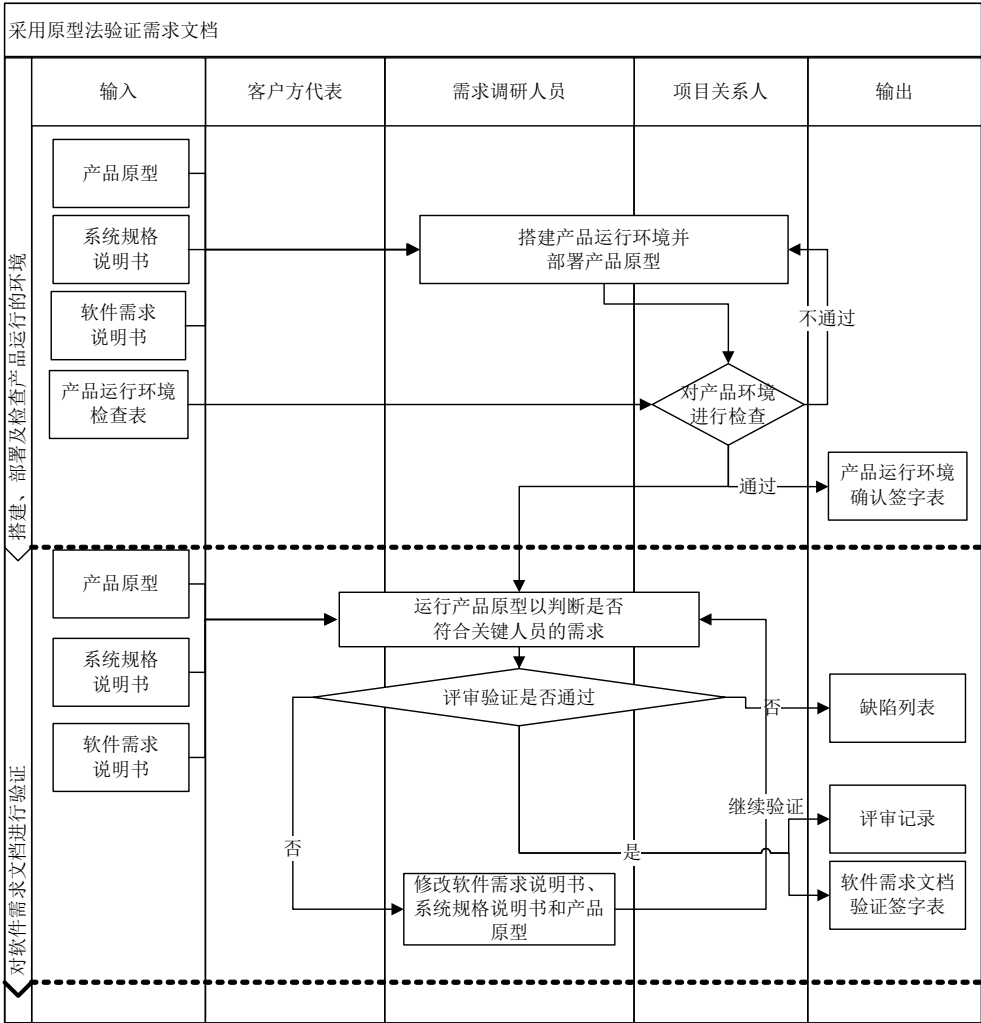 采用原型法验证需求文档
输入
客户方代表
需求调研人员
项目关系人
输出
搭建、部署及检查产品运行的环境
产品原型
系统规格
说明书
搭建产品运行环境并
部署产品原型
软件需求
说明书
不通过
产品运行环境
检查表
对产品环境
进行检查
通过
产品运行环境
确认签字表
对软件需求文档进行验证
产品原型
运行产品原型以判断是否
符合关键人员的需求
系统规格
说明书
评审验证是否通过
否
缺陷列表
软件需求
说明书
继续验证
评审记录
否
是
修改软件需求说明书、
系统规格说明书和产品
原型
软件需求文档
验证签字表